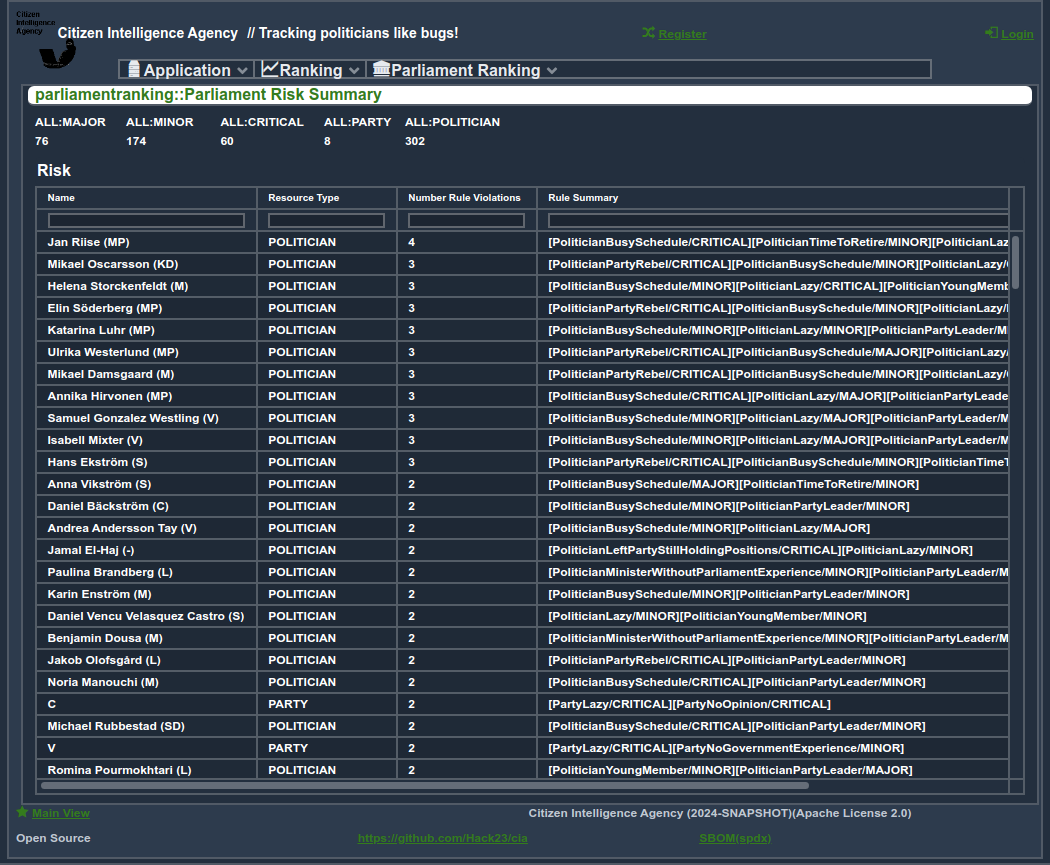 Citizen
Intelligence
Agency
Citizen Intelligence Agency // Tracking politicians like bugs!
Register
Login
Application Ranking Parliament Ranking
parliamentranking::Parliament Risk Summary
ALL:MAJOR ALL:MINOR ALL:CRITICAL ALL:PARTY ALL:POLITICIAN
76 174 60 8 302
Risk
Name Resource Type Number Rule Violations Rule Summary
Jan Riise (MP) POLITICIAN 4 [PoliticianBusySchedule/CRITICAL][PoliticianTimeToRetire/MINOR][PoliticianLaz
Mikael Oscarsson (KD) POLITICIAN 3 [PoliticianPartyRebel/CRITICAL][PoliticianBusySchedule/MINOR][PoliticianLazy/
Helena Storckenfeldt (M) POLITICIAN 3 [PoliticianBusySchedule/MINOR][PoliticianLazy/CRITICAL][PoliticianYoungMemb
Elin Söderberg (MP) POLITICIAN 3 [PoliticianPartyRebel/CRITICAL][PoliticianBusySchedule/MINOR][PoliticianLazy/
Katarina Luhr (MP) POLITICIAN 3 [PoliticianBusySchedule/MINOR][PoliticianLazy/MINOR][PoliticianPartyLeader/M
Ulrika Westerlund (MP) POLITICIAN 3 [PoliticianPartyRebel/CRITICAL][PoliticianBusySchedule/MAJOR][PoliticianLazy/
Mikael Damsgaard (M) POLITICIAN 3 [PoliticianPartyRebel/CRITICAL][PoliticianBusySchedule/MINOR][PoliticianLazy/
Annika Hirvonen (MP) POLITICIAN 3 [PoliticianBusySchedule/CRITICAL][PoliticianLazy/MAJOR][PoliticianPartyLeade
Samuel Gonzalez Westling (V) POLITICIAN 3 [PoliticianBusySchedule/MINOR][PoliticianLazy/MAJOR][PoliticianPartyLeader/M
Isabell Mixter (V) POLITICIAN 3 [PoliticianBusySchedule/MINOR][PoliticianLazy/MAJOR][PoliticianPartyLeader/M
Hans Ekström (S) POLITICIAN 3 [PoliticianPartyRebel/CRITICAL][PoliticianBusySchedule/MINOR][PoliticianTimeT
Anna Vikström (S) POLITICIAN 2 [PoliticianBusySchedule/MAJOR][PoliticianTimeToRetire/MINOR]
Daniel Bäckström (C) POLITICIAN 2 [PoliticianBusySchedule/MINOR][PoliticianPartyLeader/MINOR]
Andrea Andersson Tay (V) POLITICIAN 2 [PoliticianBusySchedule/MINOR][PoliticianLazy/MAJOR]
Jamal El-Haj (-) POLITICIAN 2 [PoliticianLeftPartyStillHoldingPositions/CRITICAL][PoliticianLazy/MINOR]
Paulina Brandberg (L) POLITICIAN 2 [PoliticianMinisterWithoutParliamentExperience/MINOR][PoliticianPartyLeader/M
Karin Enström (M) POLITICIAN 2 [PoliticianBusySchedule/MINOR][PoliticianPartyLeader/MINOR]
Daniel Vencu Velasquez Castro (S) POLITICIAN 2 [PoliticianLazy/MINOR][PoliticianYoungMember/MINOR]
Benjamin Dousa (M) POLITICIAN 2 [PoliticianMinisterWithoutParliamentExperience/MINOR][PoliticianPartyLeader/M
Jakob Olofsgård (L) POLITICIAN 2 [PoliticianPartyRebel/CRITICAL][PoliticianPartyLeader/MINOR]
Noria Manouchi (M) POLITICIAN 2 [PoliticianBusySchedule/CRITICAL][PoliticianPartyLeader/MINOR]
C PARTY 2 [PartyLazy/CRITICAL][PartyNoOpinion/CRITICAL]
Michael Rubbestad (SD) POLITICIAN 2 [PoliticianBusySchedule/CRITICAL][PoliticianPartyLeader/MINOR]
V PARTY 2 [PartyLazy/CRITICAL][PartyNoGovernmentExperience/MINOR]
Romina Pourmokhtari (L) POLITICIAN 2 [PoliticianYoungMember/MINOR][PoliticianPartyLeader/MAJOR]
Main View Citizen Intelligence Agency (2024-SNAPSHOT)(Apache License 2.0)
Open Source https://github.com/Hack23/cia SBOM(spdx)